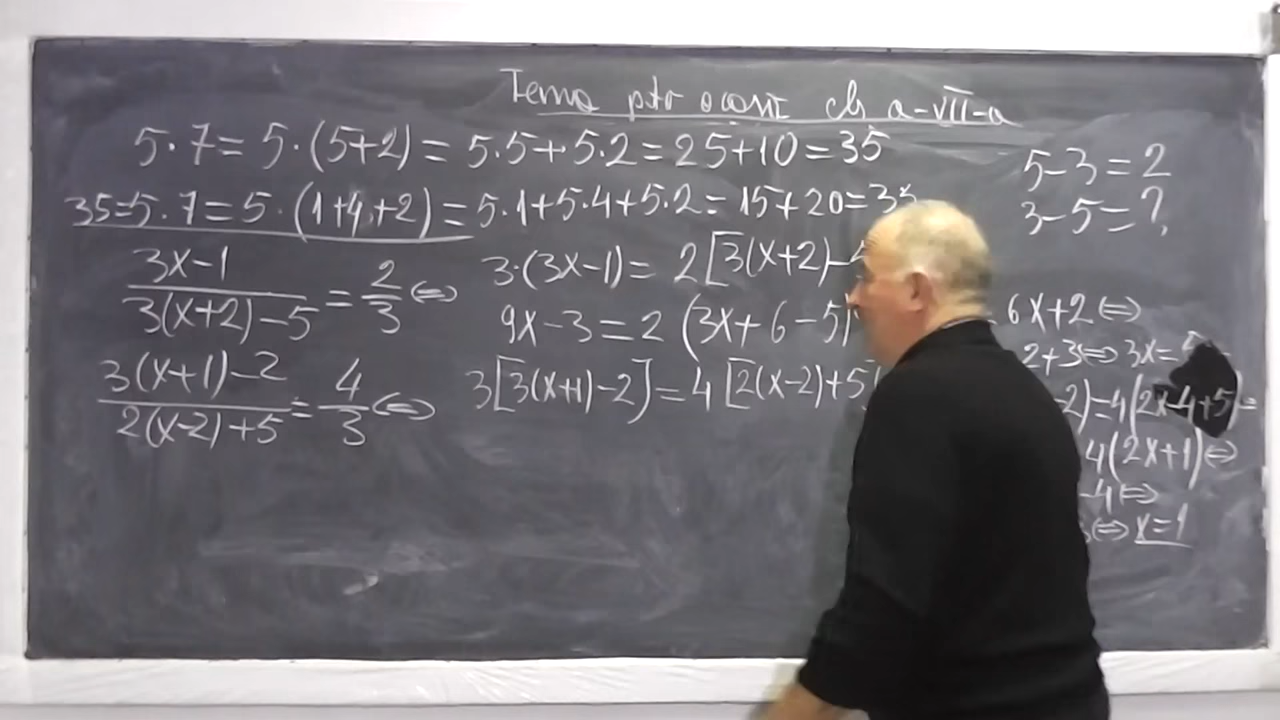 Tema ptr acasă cls a-VII-a
5·7=5·(5+2)=5·5+5·2=25+10=35
5-3=2
35=5·7=5·(1+4+2)=5·1+5·4+5·2=15+20=35
3-5=?
(3x-1)/(3(x+2)-5)=2/3⇔ 3·(3x-1)=2[3(x+2)-
9x-3=2(3x+6-5) 6x+2⇔
2+3⇔3x=
(3(x+1)-2)/(2(x-2)+5)=4/3⇔ 3[3(x+1)-2]=4[2(x-2)+5] -2)=4(2x-4+5)=
4(2x+1)⇔
-4⇔
⇔x=1